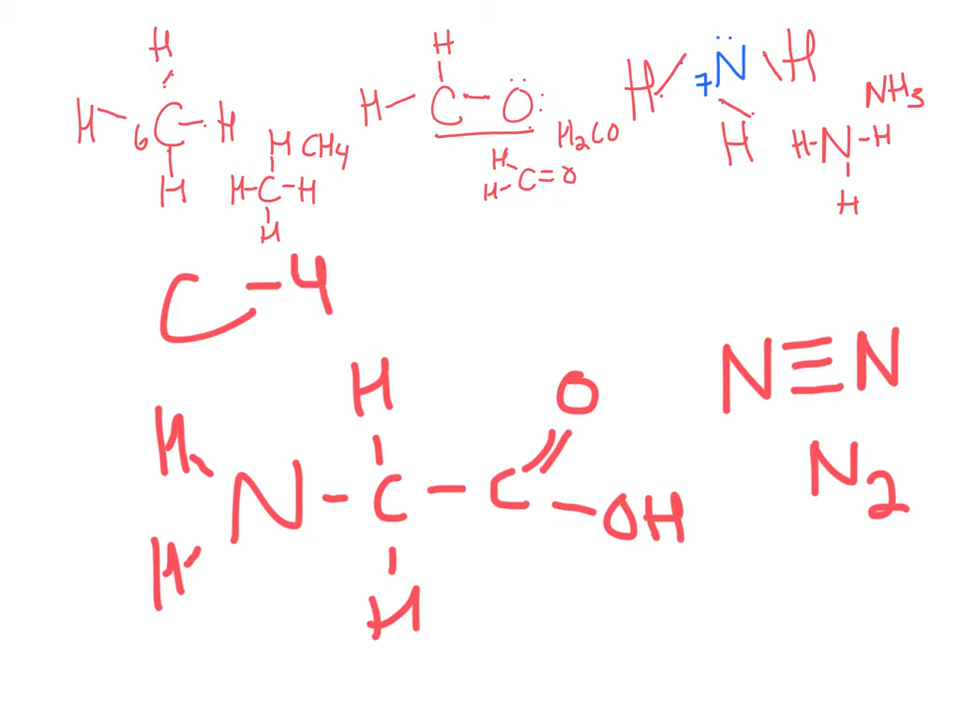 H H ¨ H
H 6C H H C O : H 7N H NH3
H H CH4 H2CO H H-N-H
H-C-H H C=O H
H H
C-4
H O N≡N
H N2
N-C-C
H OH
H